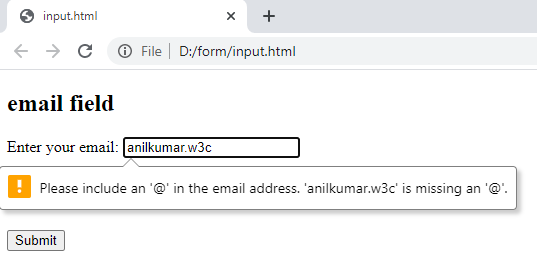 input.html
File D:/form/input.html
email field
Enter your email: anilkumar.w3c
Please include an '@' in the email address. 'anilkumar.w3c' is missing an '@'.
Submit